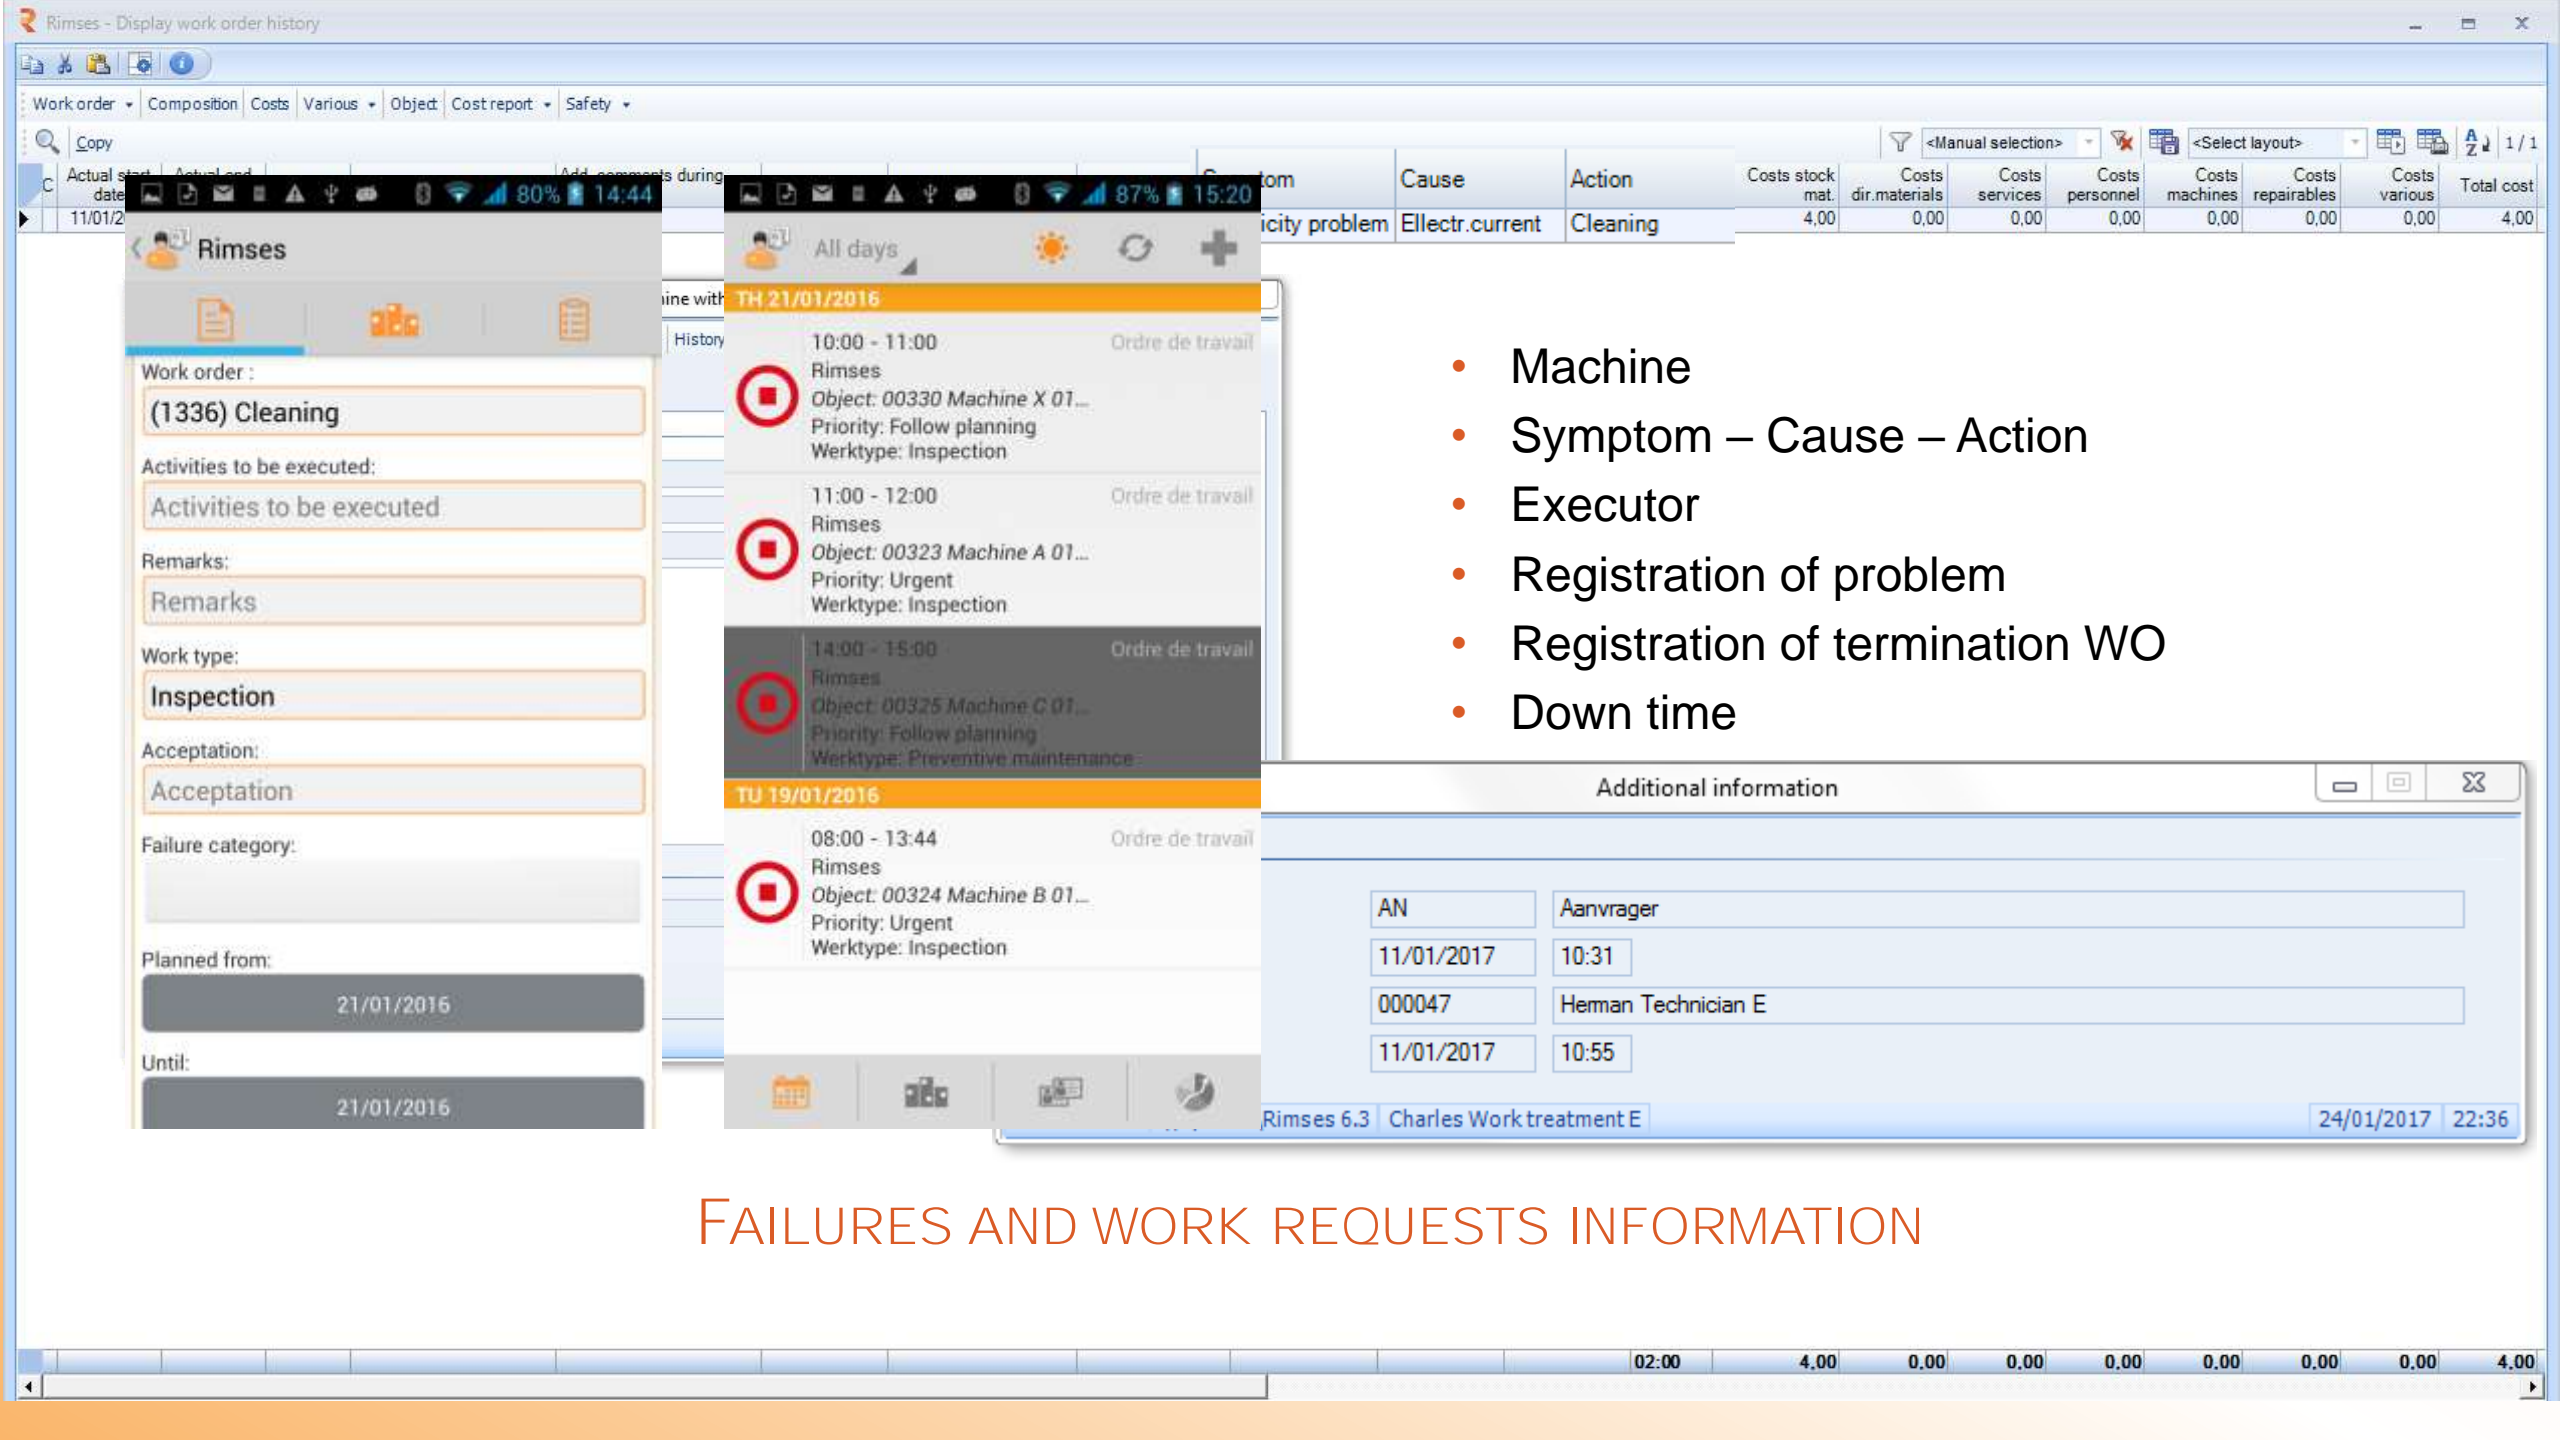 Rimses - Display work order history
Work order Composition Costs Various Object Cost report Safety
Copy
<Manual selection> <Select layout> 1 / 1
C Actual start date Actual end Add. comments during
Cause Action Costs stock mat. Costs dir.materials Costs services Costs personnel Costs machines Costs repairables Costs various Total cost
problem Ellectr.current Cleaning 4,00 0,00 0,00 0,00 0,00 0,00 0,00 4,00
80% 14:44
Rimses
Work order :
(1336) Cleaning
Activities to be executed:
Activities to be executed
Remarks:
Remarks
Work type:
Inspection
Acceptation:
Acceptation
Failure category:
Planned from:
21/01/2016
Until:
21/01/2016
with
History
87% 15:20
All days
TH 21/01/2016
10:00 - 11:00 Ordre de travail
Rimses
Object: 00330 Machine X 01...
Priority: Follow planning
Werktype: Inspection
11:00 - 12:00 Ordre de travail
Rimses
Object: 00323 Machine A 01...
Priority: Urgent
Werktype: Inspection
14:00 - 15:00 Ordre de travail
Rimses
Object: 00325 Machine C 01...
Priority: Follow planning
Werktype: Preventive maintenance
TU 19/01/2016
08:00 - 13:44 Ordre de travail
Rimses
Object: 00324 Machine B 01...
Priority: Urgent
Werktype: Inspection
• Machine
• Symptom – Cause – Action
• Executor
• Registration of problem
• Registration of termination WO
• Down time
Additional information
AN Aanvrager
11/01/2017 10:31
000047 Herman Technician E
11/01/2017 10:55
Rimses 6.3 Charles Work treatment E 24/01/2017 22:36
FAILURES AND WORK REQUESTS INFORMATION
02:00 4,00 0,00 0,00 0,00 0,00 0,00 0,00 4,00